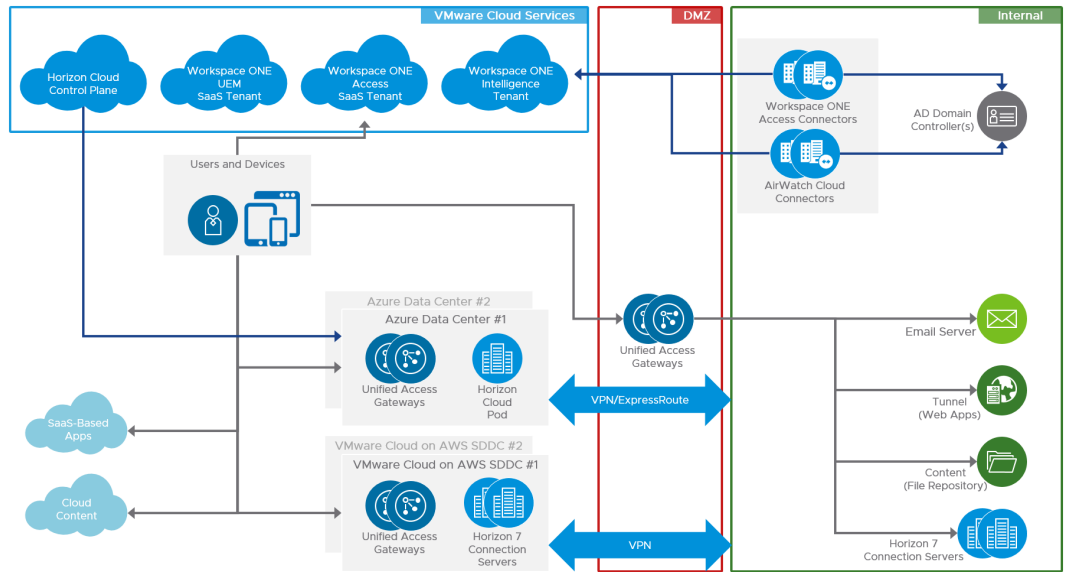 VMware Cloud Services
DMZ
Internal
Horizon Cloud
Control Plane
Workspace ONE
UEM
SaaS Tenant
Workspace ONE
Access
SaaS Tenant
Workspace ONE
Intelligence
Tenant
Workspace ONE
Access Connectors
AD Domain
Controller(s)
AirWatch Cloud
Connectors
Users and Devices
Azure Data Center #2
Azure Data Center #1
Unified Access
Gateways
Horizon
Cloud
Pod
Unified Access
Gateways
Email Server
VPN/ExpressRoute
Tunnel
(Web Apps)
SaaS-Based
Apps
VMware Cloud on AWS SDDC #2
VMware Cloud on AWS SDDC #1
Unified Access
Gateways
Horizon 7
Connection
Servers
Content
(File Repository)
Cloud
Content
VPN
Horizon 7
Connection Servers